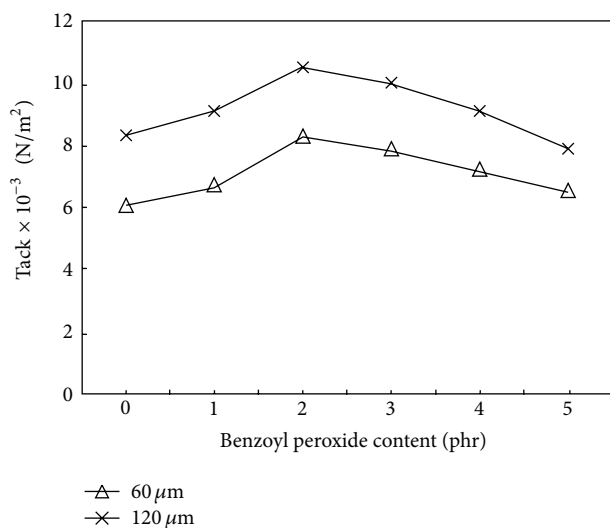 12
10
8
6
4
2
0
Tack × 10⁻³ (N/m²)
0 1 2 3 4 5
Benzoyl peroxide content (phr)
60 μm
120 μm